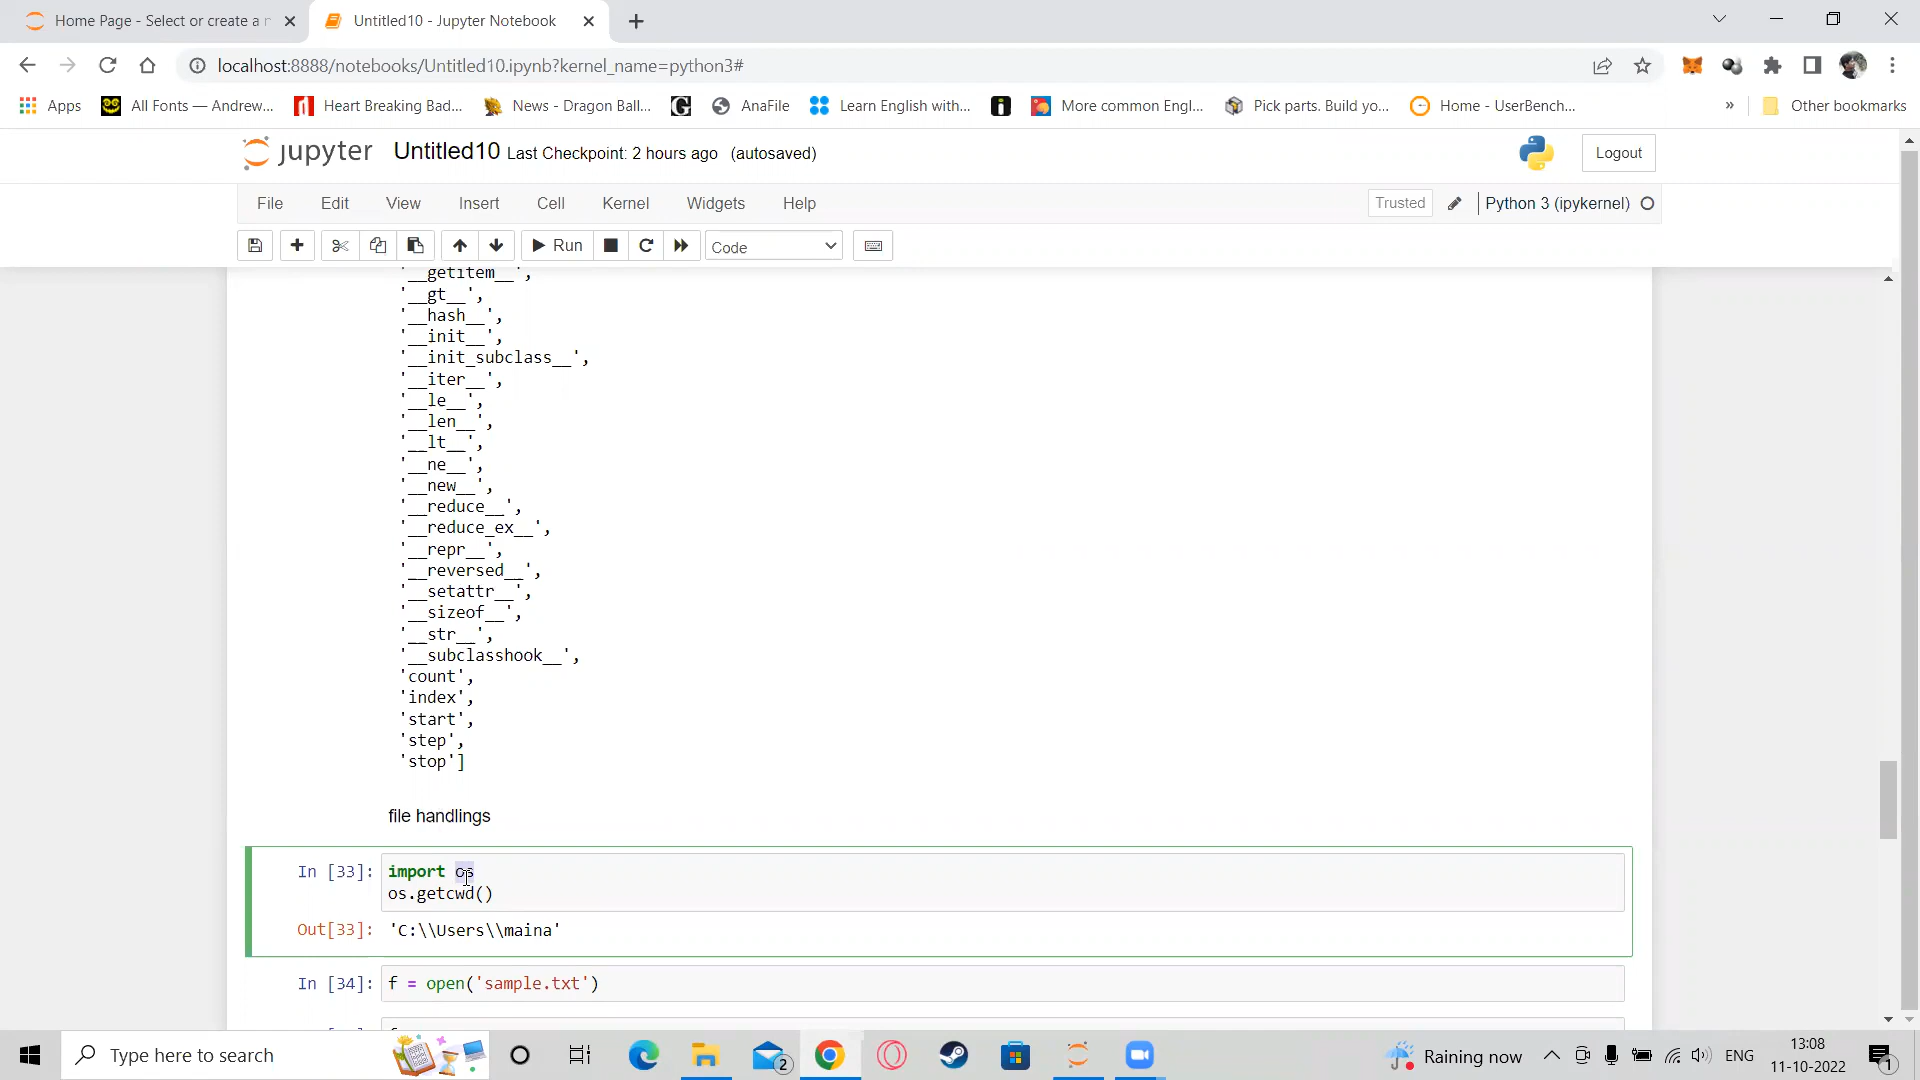 Home Page - Select or create a n
Untitled10 - Jupyter Notebook
localhost:8888/notebooks/Untitled10.ipynb?kernel_name=python3#
Apps
All Fonts — Andrew...
Heart Breaking Bad...
News - Dragon Ball...
AnaFile
Learn English with...
More common Engl...
Pick parts. Build yo...
Home - UserBench...
»
Other bookmarks
jupyter Untitled10 Last Checkpoint: 2 hours ago (autosaved)
Logout
File Edit View Insert Cell Kernel Widgets Help
Trusted
Python 3 (ipykernel)
Run
Code
'__getitem__',
'__gt__',
'__hash__',
'__init__',
'__init_subclass__',
'__iter__',
'__le__',
'__len__',
'__lt__',
'__ne__',
'__new__',
'__reduce__',
'__reduce_ex__',
'__repr__',
'__reversed__',
'__setattr__',
'__sizeof__',
'__str__',
'__subclasshook__',
'count',
'index',
'start',
'step',
'stop']
file handlings
In [33]: import os
os.getcwd()
Out[33]: 'C:\\Users\\maina'
In [34]: f = open('sample.txt')
Type here to search
2
Raining now
ENG
13:08
11-10-2022
1